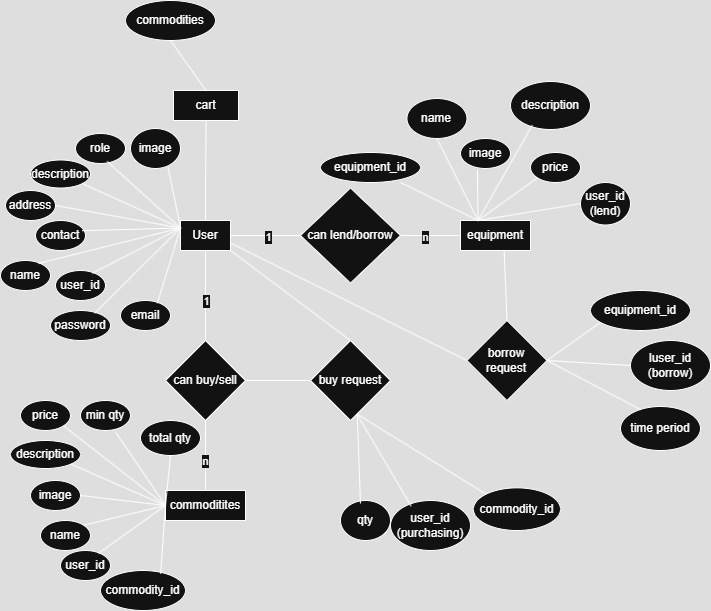 commodities
cart
role
image
description
address
contact
name
user_id
password
email
User
1
can lend/borrow
n
equipment
equipment_id
name
image
description
price
user_id
(lend)
1
can buy/sell
n
buy request
borrow
request
equipment_id
luser_id
(borrow)
time period
price
min qty
total qty
description
image
name
user_id
commodity_id
commoditites
qty
user_id
(purchasing)
commodity_id